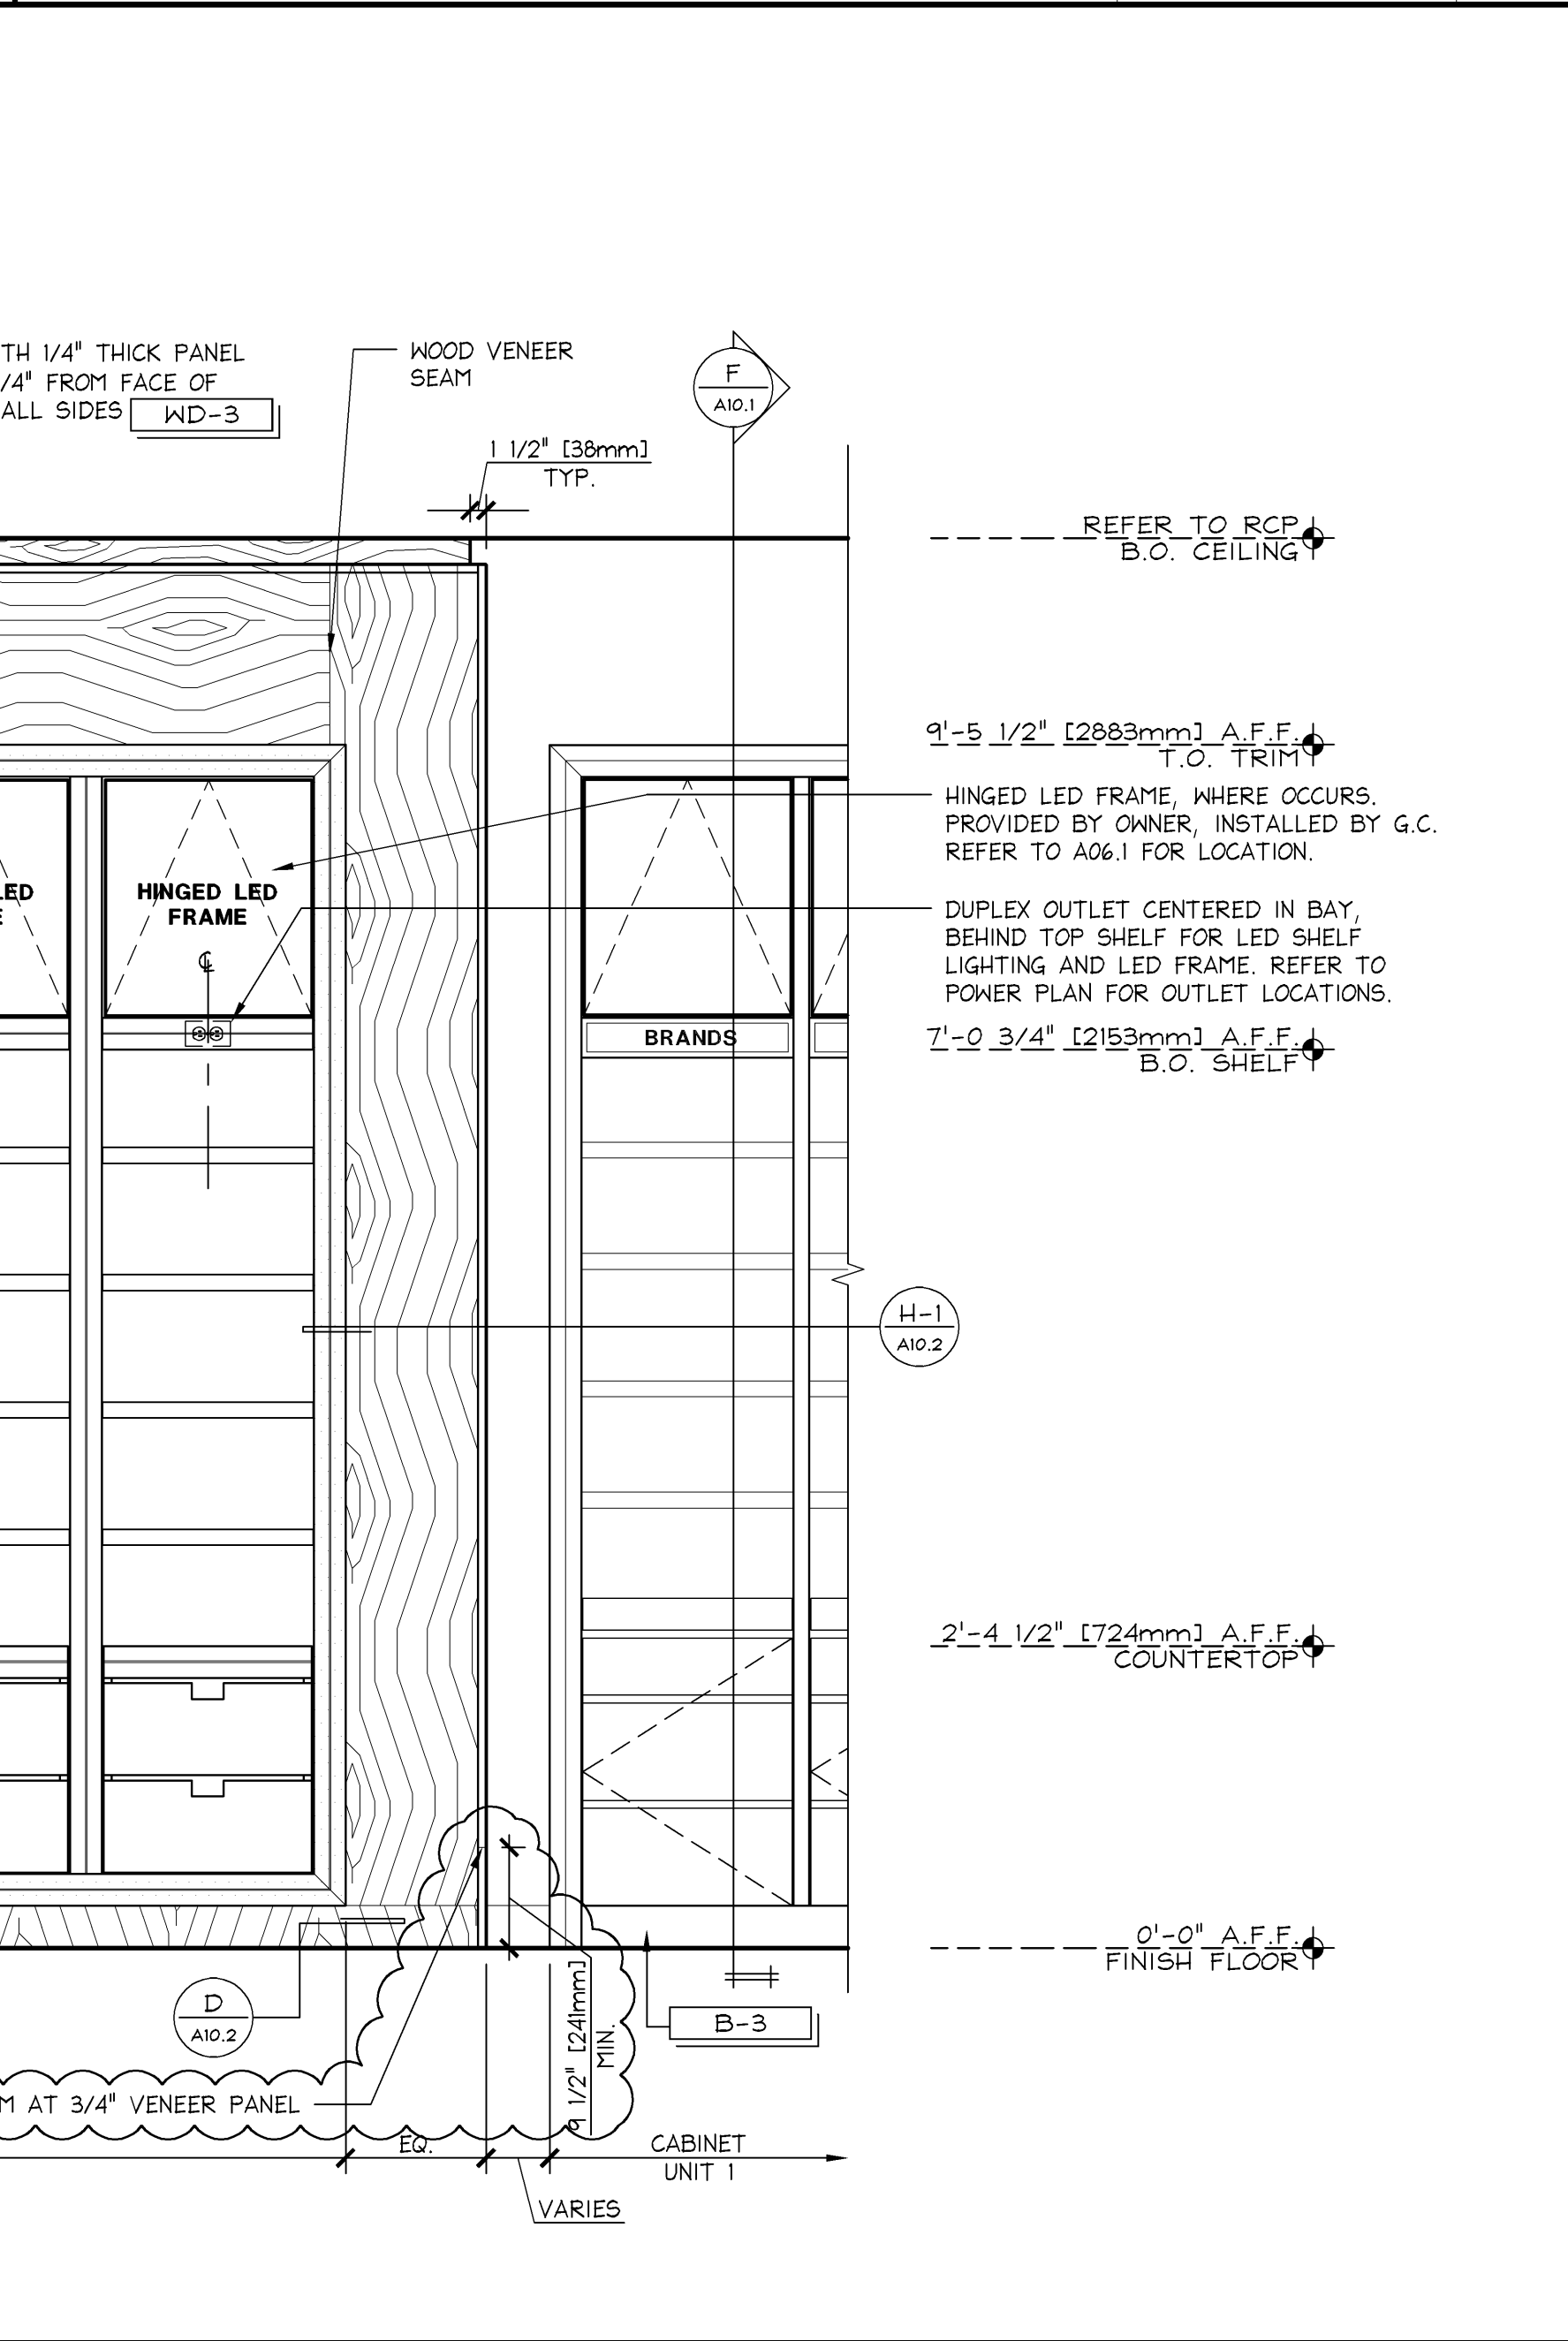 TH 1/4" THICK PANEL
/4" FROM FACE OF
ALL SIDES WD-3
WOOD VENEER
SEAM
F
A10.1
1 1/2" [38mm]
TYP.
REFER TO RCP
B.O. CEILING
9'-5 1/2" [2883mm] A.F.F.
T.O. TRIM
HINGED LED FRAME, WHERE OCCURS.
PROVIDED BY OWNER, INSTALLED BY G.C.
REFER TO A06.1 FOR LOCATION.
LED
HINGED LED
FRAME
CL
DUPLEX OUTLET CENTERED IN BAY,
BEHIND TOP SHELF FOR LED SHELF
LIGHTING AND LED FRAME. REFER TO
POWER PLAN FOR OUTLET LOCATIONS.
BRANDS
7'-0 3/4" [2153mm] A.F.F.
B.O. SHELF
H-1
A10.2
2'-4 1/2" [724mm] A.F.F.
COUNTERTOP
0'-0" A.F.F.
FINISH FLOOR
D
A10.2
9 1/2" [241mm]
MIN.
B-3
M AT 3/4" VENEER PANEL
EQ.
CABINET
UNIT 1
VARIES